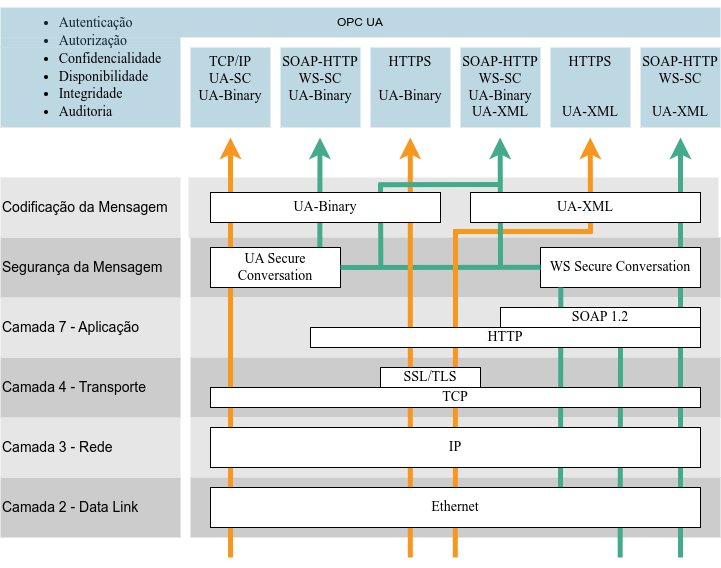 OPC UA
Autenticação
Autorização
Confidencialidade
Disponibilidade
Integridade
Auditoria
TCP/IP
UA-SC
UA-Binary
SOAP-HTTP
WS-SC
UA-Binary
HTTPS
UA-Binary
SOAP-HTTP
WS-SC
UA-Binary
UA-XML
HTTPS
UA-XML
SOAP-HTTP
WS-SC
UA-XML
Codificação da Mensagem
UA-Binary
UA-XML
Segurança da Mensagem
UA Secure
Conversation
WS Secure Conversation
Camada 7 - Aplicação
SOAP 1.2
HTTP
Camada 4 - Transporte
SSL/TLS
TCP
Camada 3 - Rede
IP
Camada 2 - Data Link
Ethernet